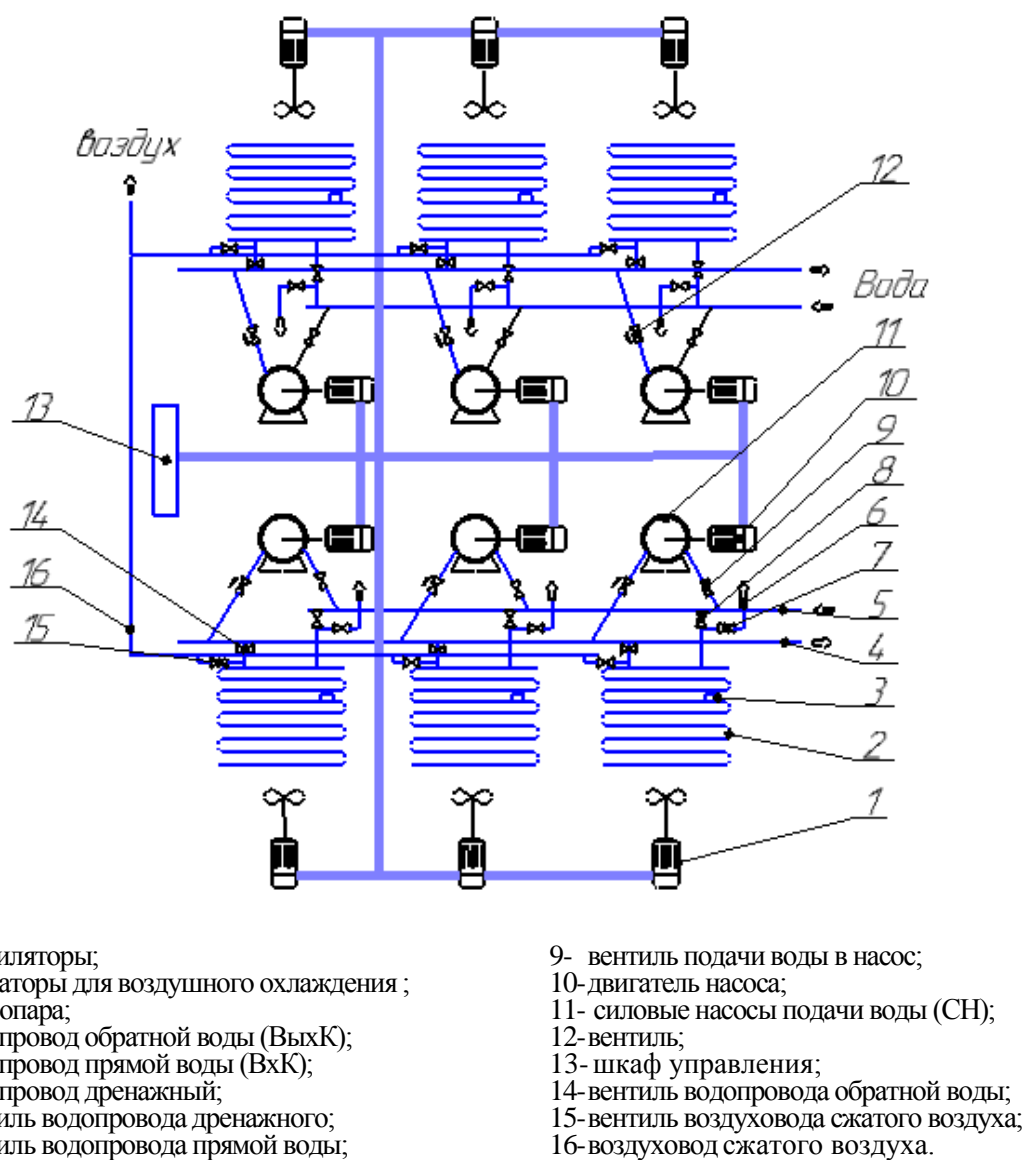 воздух
12
Вода
11
10
9
8
6
7
5
4
3
2
1
13
14
16
15
иляторы;
аторы для воздушного охлаждения ;
опара;
провод обратной воды (ВыхК);
провод прямой воды (ВхК);
провод дренажный;
иль водопровода дренажного;
иль водопровода прямой воды;
9- вентиль подачи воды в насос;
10-двигатель насоса;
11- силовые насосы подачи воды (СН);
12-вентиль;
13-шкаф управления;
14-вентиль водопровода обратной воды;
15-вентиль воздуховода сжатого воздуха;
16-воздуховод сжатого воздуха.